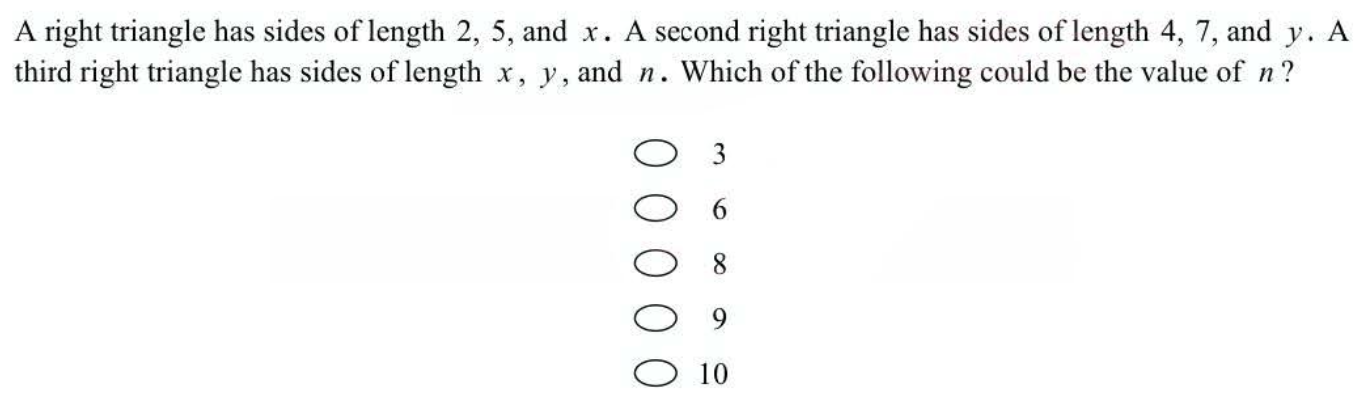 A right triangle has sides of length 2, 5, and x. A second right triangle has sides of length 4, 7, and y. A
third right triangle has sides of length x, y, and n. Which of the following could be the value of n?
3
6
8
9
10